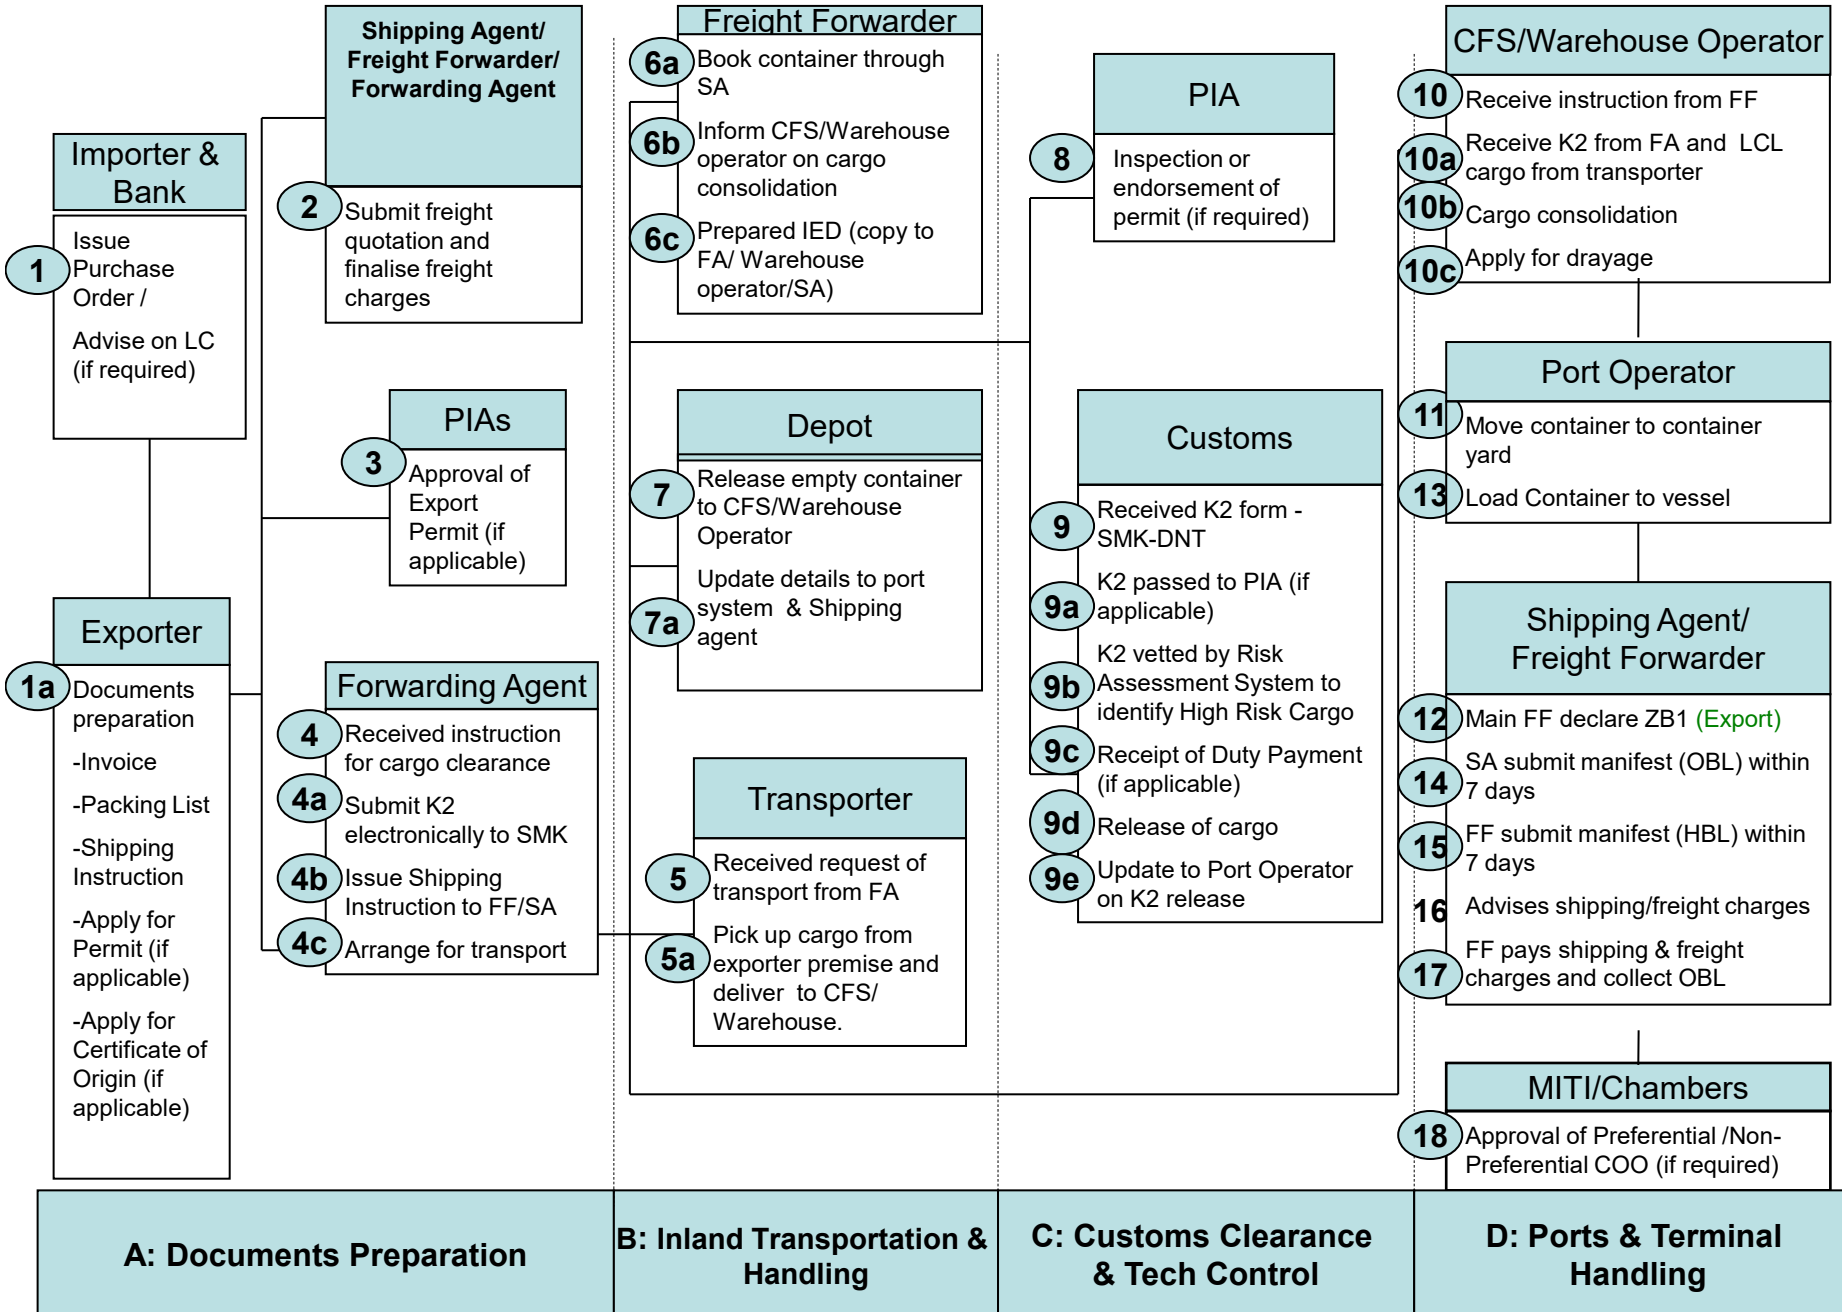 Importer &
Bank
1
Issue
Purchase
Order /
Advise on LC
(if required)
Exporter
1a
Documents
preparation
-Invoice
-Packing List
-Shipping
Instruction
-Apply for
Permit (if
applicable)
-Apply for
Certificate of
Origin (if
applicable)
Shipping Agent/
Freight Forwarder/
Forwarding Agent
2
Submit freight
quotation and
finalise freight
charges
PIAs
3
Approval of
Export
Permit (if
applicable)
Forwarding Agent
4
Received instruction
for cargo clearance
4a
Submit K2
electronically to SMK
4b
Issue Shipping
Instruction to FF/SA
4c
Arrange for transport
Freight Forwarder
6a
Book container through
SA
6b
Inform CFS/Warehouse
operator on cargo
consolidation
6c
Prepared IED (copy to
FA/ Warehouse
operator/SA)
Depot
7
Release empty container
to CFS/Warehouse
Operator
7a
Update details to port
system & Shipping
agent
Transporter
5
Received request of
transport from FA
5a
Pick up cargo from
exporter premise and
deliver to CFS/
Warehouse.
PIA
8
Inspection or
endorsement of
permit (if required)
Customs
9
Received K2 form -
SMK-DNT
9a
K2 passed to PIA (if
applicable)
9b
K2 vetted by Risk
Assessment System to
identify High Risk Cargo
9c
Receipt of Duty Payment
(if applicable)
9d
Release of cargo
9e
Update to Port Operator
on K2 release
CFS/Warehouse Operator
10
Receive instruction from FF
10a
Receive K2 from FA and LCL
cargo from transporter
10b
Cargo consolidation
10c
Apply for drayage
Port Operator
11
Move container to container
yard
13
Load Container to vessel
Shipping Agent/
Freight Forwarder
12
Main FF declare ZB1 (Export)
14
SA submit manifest (OBL) within
7 days
15
FF submit manifest (HBL) within
7 days
16
Advises shipping/freight charges
17
FF pays shipping & freight
charges and collect OBL
MITI/Chambers
18
Approval of Preferential /Non-
Preferential COO (if required)
A: Documents Preparation
B: Inland Transportation &
Handling
C: Customs Clearance
& Tech Control
D: Ports & Terminal
Handling